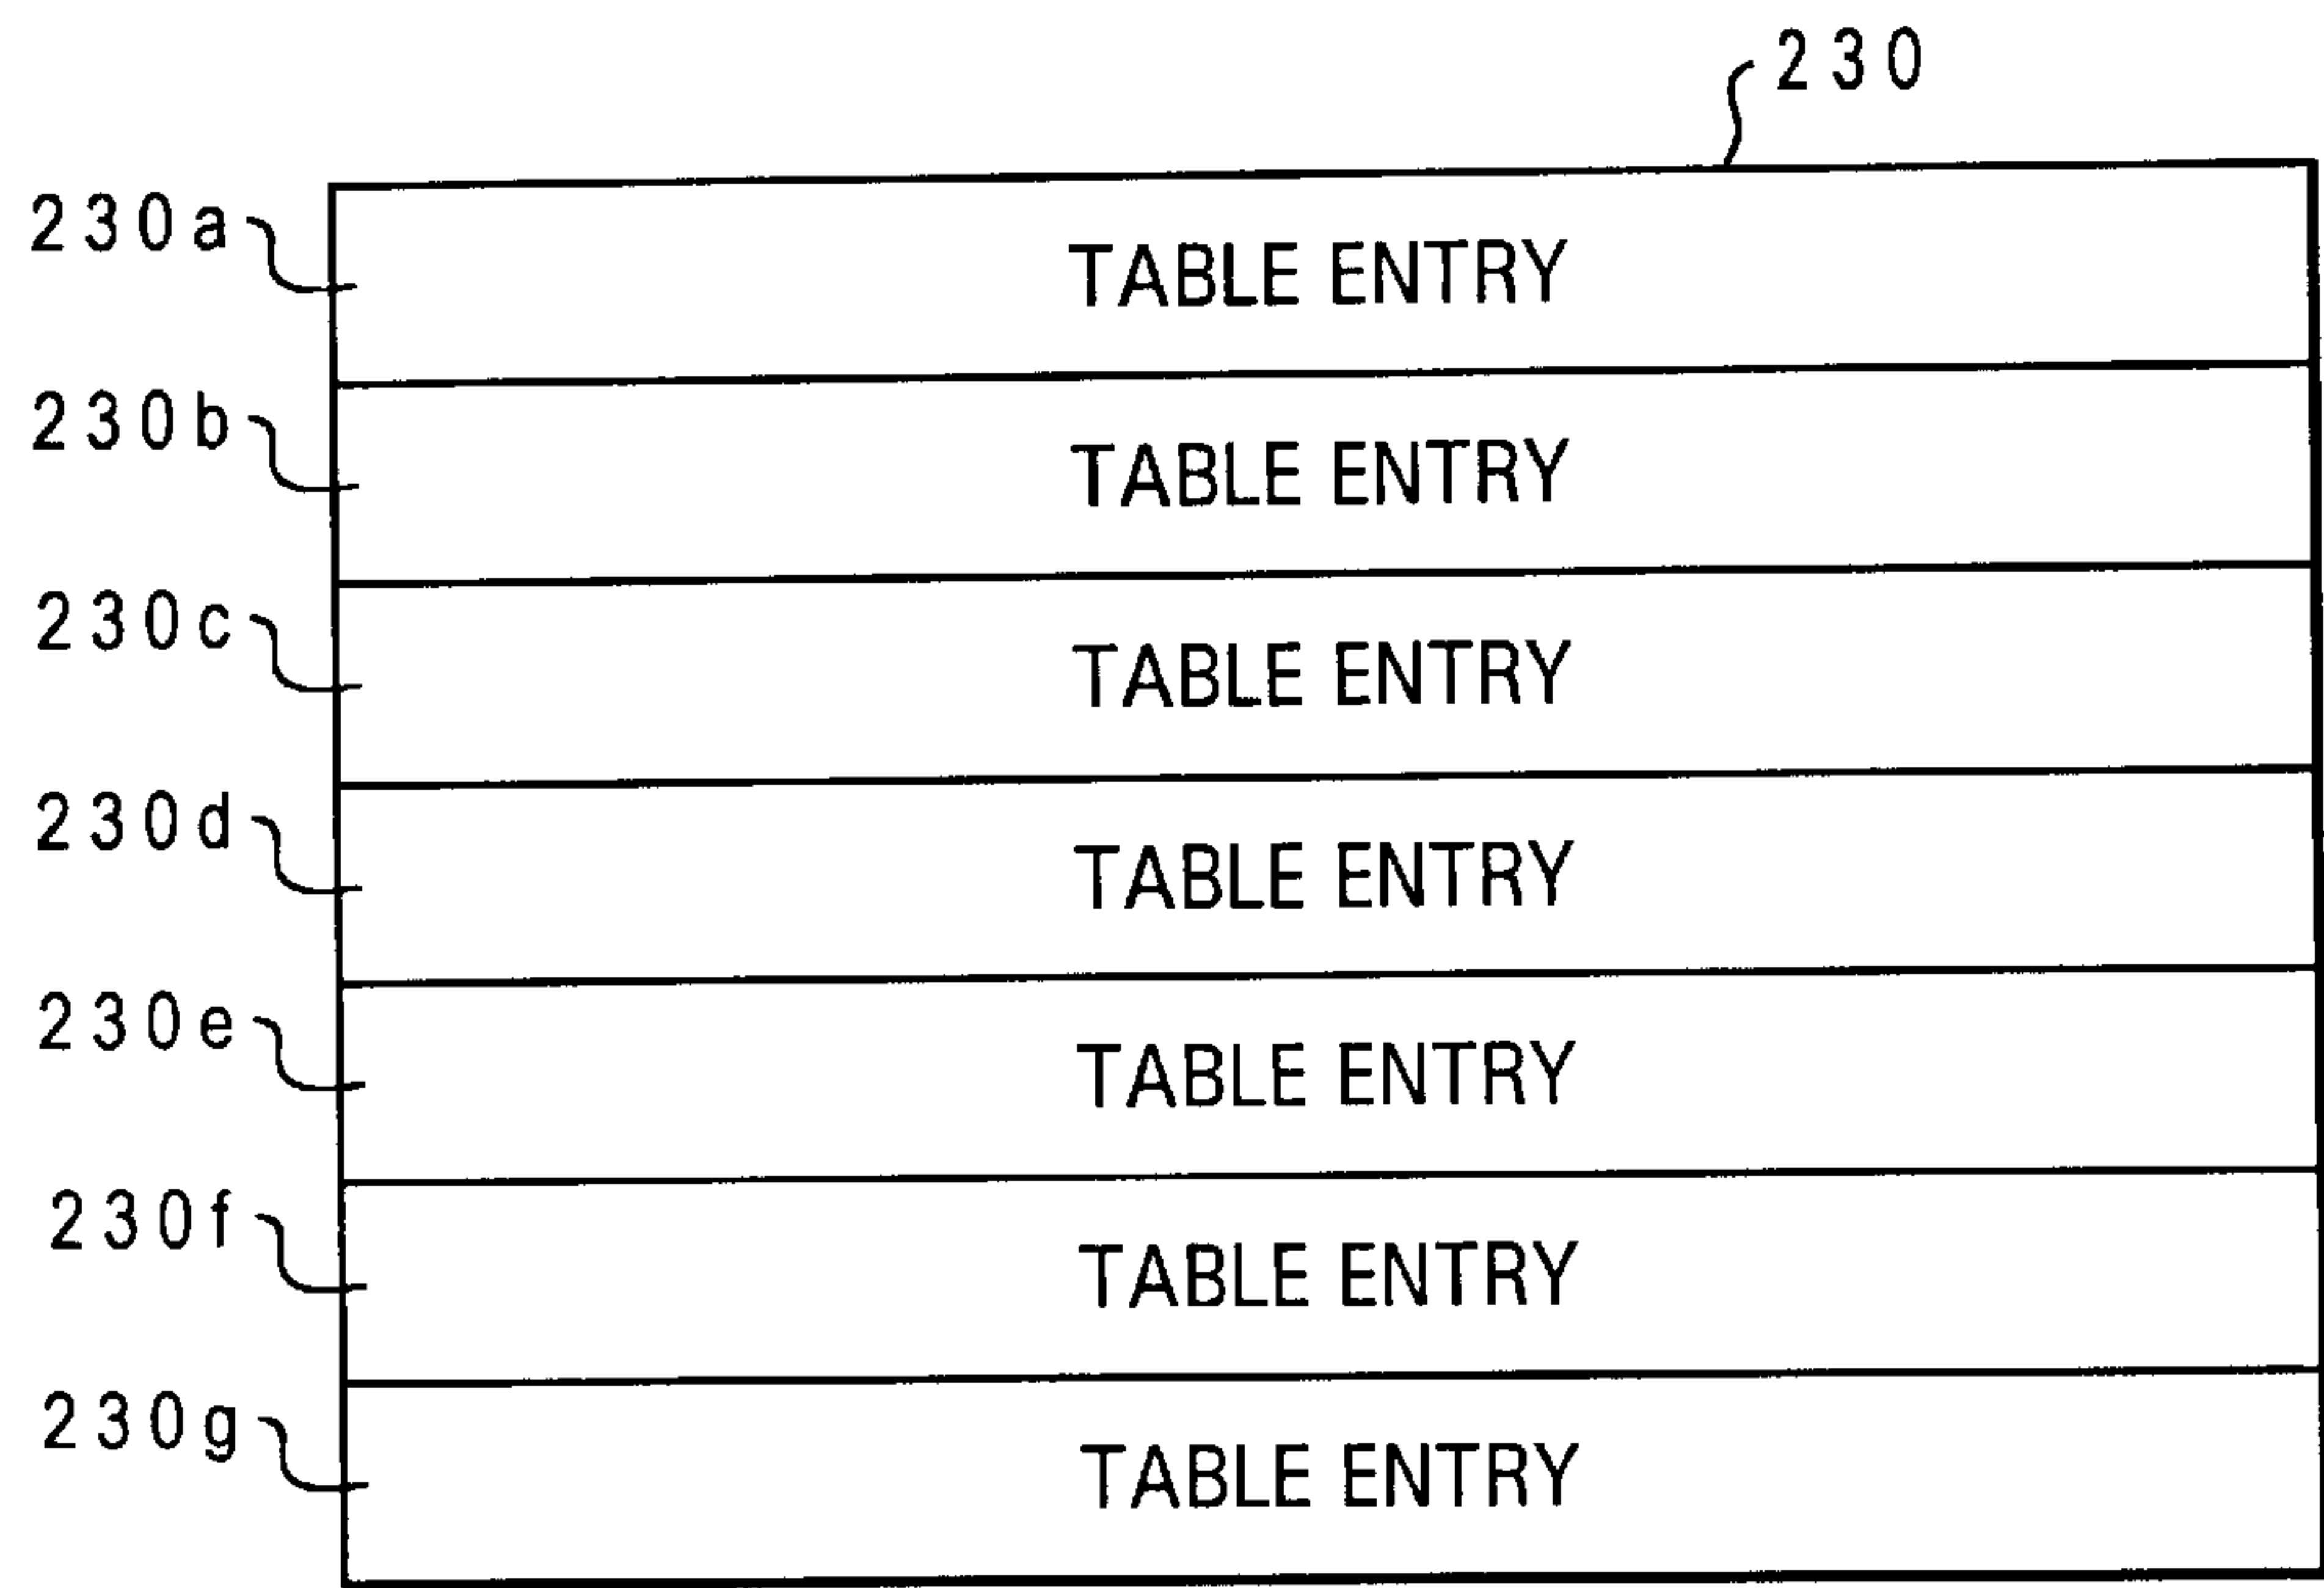 230
230a TABLE ENTRY
230b TABLE ENTRY
230c TABLE ENTRY
230d TABLE ENTRY
230e TABLE ENTRY
230f TABLE ENTRY
230g TABLE ENTRY